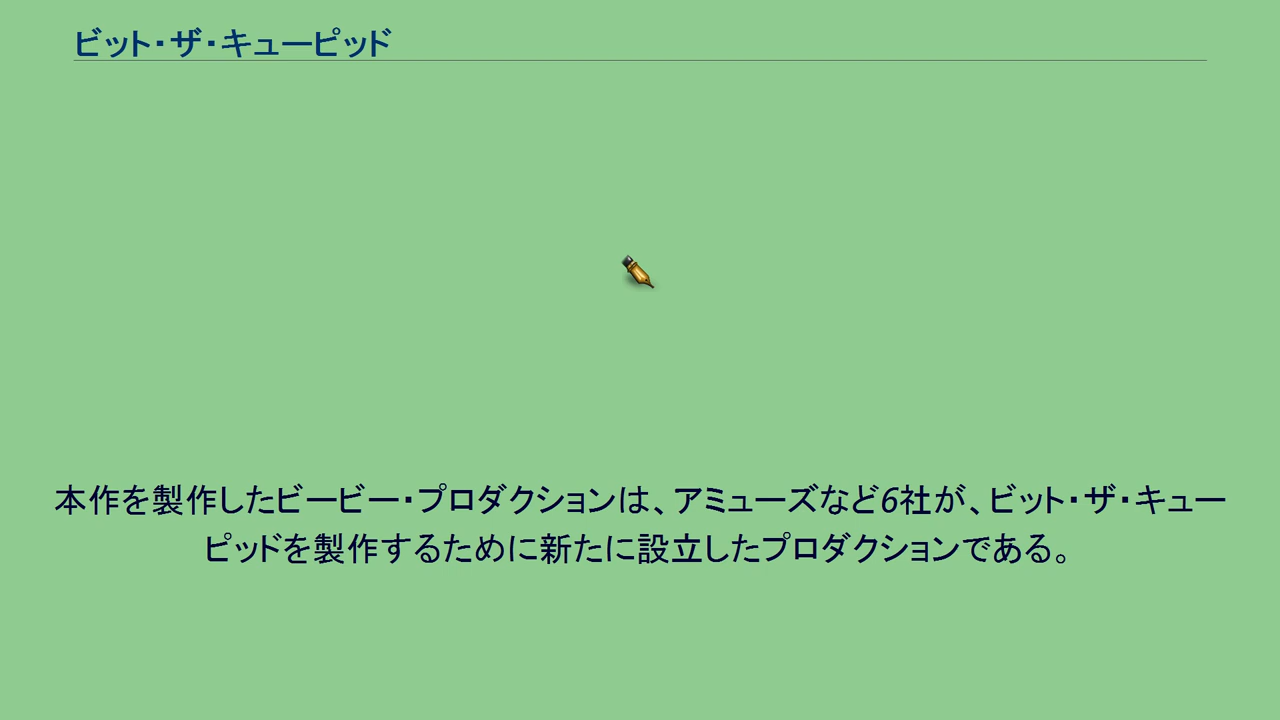 ビット・ザ・キューピッド
本作を製作したビービー・プロダクションは、アミューズなど6社が、ビット・ザ・キュー
ピッドを製作するために新たに設立したプロダクションである。